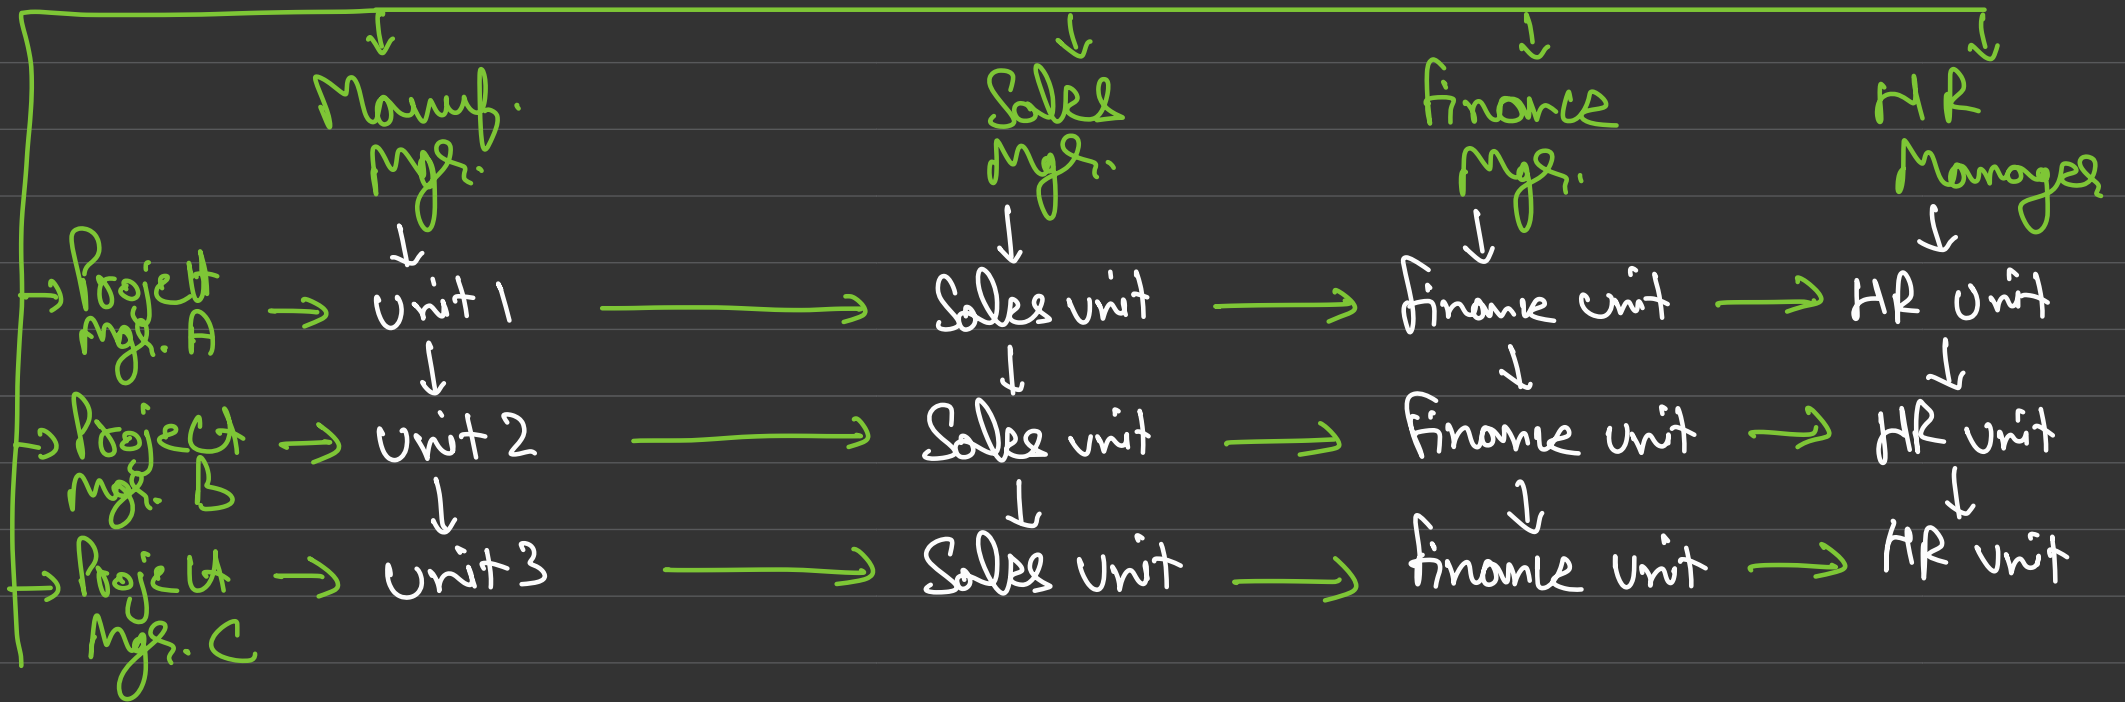 Manuf. Sales Finance HR
Mgr. Mgr. Mgr. Manager
Project Mgr. A Unit 1 Sales unit Finance unit HR Unit
Project Mgr. B Unit 2 Sales unit Finance unit HR Unit
Project Mgr. C Unit 3 Sales Unit Finance Unit HR Unit